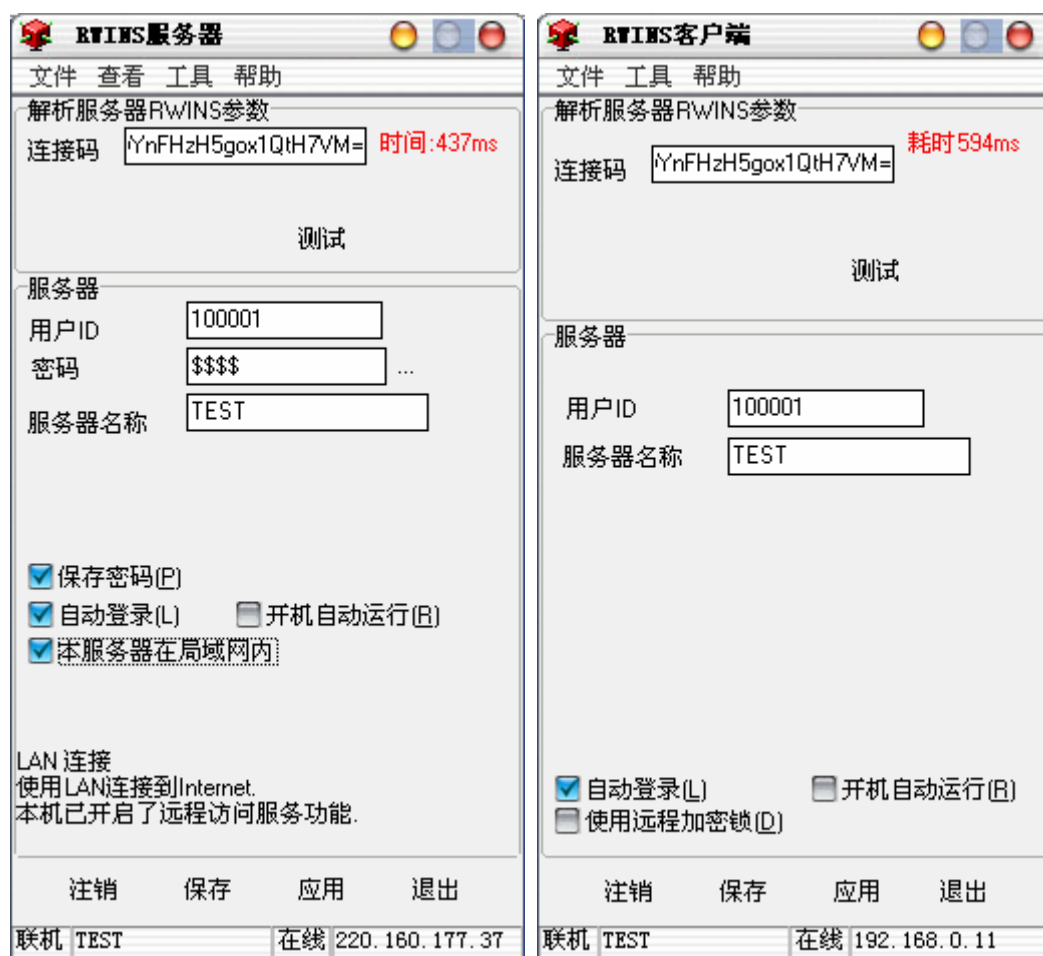 RWINS服务器
文件 查看 工具 帮助
解析服务器RWINS参数
连接码 YnFHzH5gox1QtH7VM= 时间:437ms
测试
服务器
用户ID 100001
密码 $$$$ ...
服务器名称 TEST
保存密码(P)
自动登录(L) 开机自动运行(R)
本服务器在局域网内
LAN 连接
使用LAN连接到Internet.
本机已开启了远程访问服务功能.
注销 保存 应用 退出
联机 TEST 在线 220.160.177.37
RWINS客户端
文件 工具 帮助
解析服务器RWINS参数
耗时594ms
连接码 YnFHzH5gox1QtH7VM=
测试
服务器
用户ID 100001
服务器名称 TEST
自动登录(L) 开机自动运行(R)
使用远程加密锁(D)
注销 保存 应用 退出
联机 TEST 在线 192.168.0.11